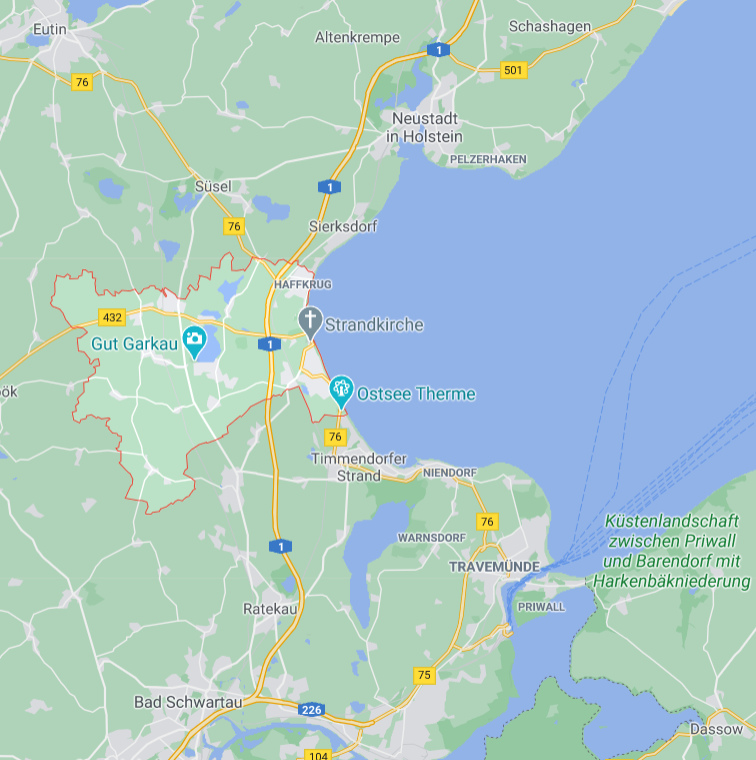 Eutin
Schashagen
Altenkrempe
1
76
501
Neustadt
in Holstein
PELZERHAKEN
Süsel
1
76
Sierksdorf
HAFFKRUG
432
Strandkirche
Gut Garkau
1
ök
Ostsee Therme
76
Timmendorfer
Strand
NIENDORF
76
Küstenlandschaft
zwischen Priwall
und Barendorf mit
Harkenbäkniederung
WARNSDORF
1
TRAVEMÜNDE
PRIWALL
Ratekau
75
Bad Schwartau
226
Dassow
104